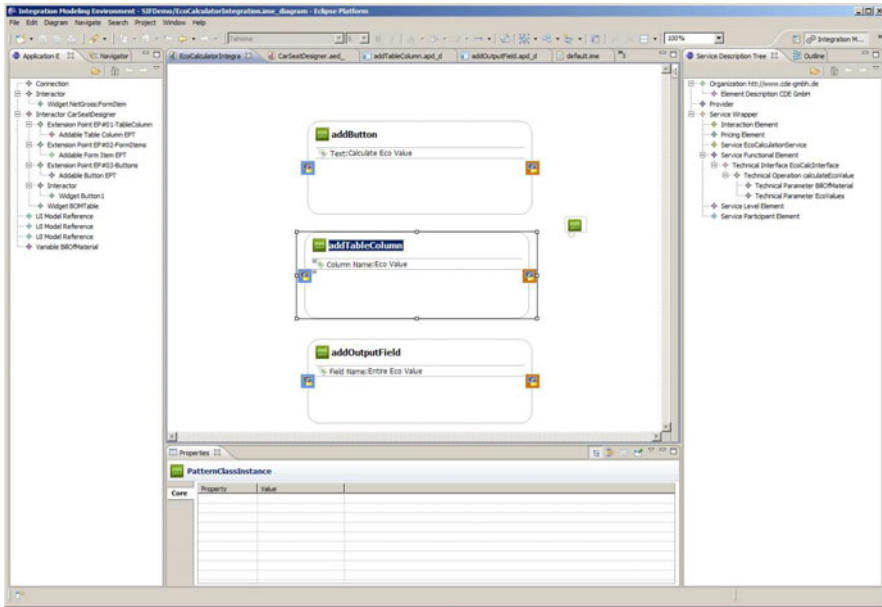 Integration Modeling Environment - SIFDemo/EcoCalculatorIntegration.ime_diagram - Eclipse Platform
File Edit Diagram Navigate Search Project Window Help
Tahoma
100%
Integration M...
Application E
Navigator
EcoCalculatorIntegra
CarSeatDesigner.aed_
addTableColumn.apd_d
addOutputField.apd_d
default.ime
Service Description Tree
Outline
Connection
Interactor
Widget NetGross:FormItem
Interactor CarSeatDesigner
Extension Point EP#01-TableColumn
Addable Table Column EPT
Extension Point EP#02-FormItems
Addable Form Item EPT
Extension Point EP#03-Buttons
Addable Button EPT
Interactor
Widget Button1
Widget BOMTable
UI Model Reference
UI Model Reference
UI Model Reference
Variable BillOfMaterial
addButton
Text:Calculate Eco Value
addTableColumn
Column Name:Eco Value
addOutputField
Field Name:Entire Eco Value
Organization http://www.cde-gmbh.de
Element Description CDE GmbH
Provider
Service Wrapper
Interaction Element
Pricing Element
Service EcoCalculationService
Service Functional Element
Technical Interface EcoCalcInterface
Technical Operation calculateEcoValue
Technical Parameter BillOfMaterial
Technical Parameter EcoValues
Service Level Element
Service Participant Element
Properties
PatternClassInstance
Core
Property Value